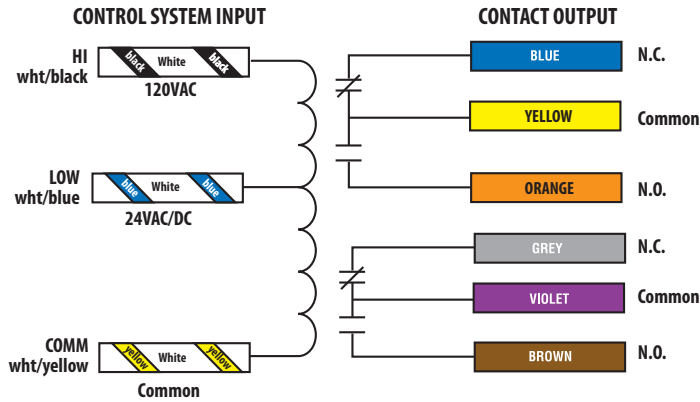 CONTROL SYSTEM INPUT
HI
wht/black
black White black
120VAC
LOW
wht/blue
blue White blue
24VAC/DC
COMM
wht/yellow
yellow White yellow
Common
CONTACT OUTPUT
BLUE N.C.
YELLOW Common
ORANGE N.O.
GREY N.C.
VIOLET Common
BROWN N.O.